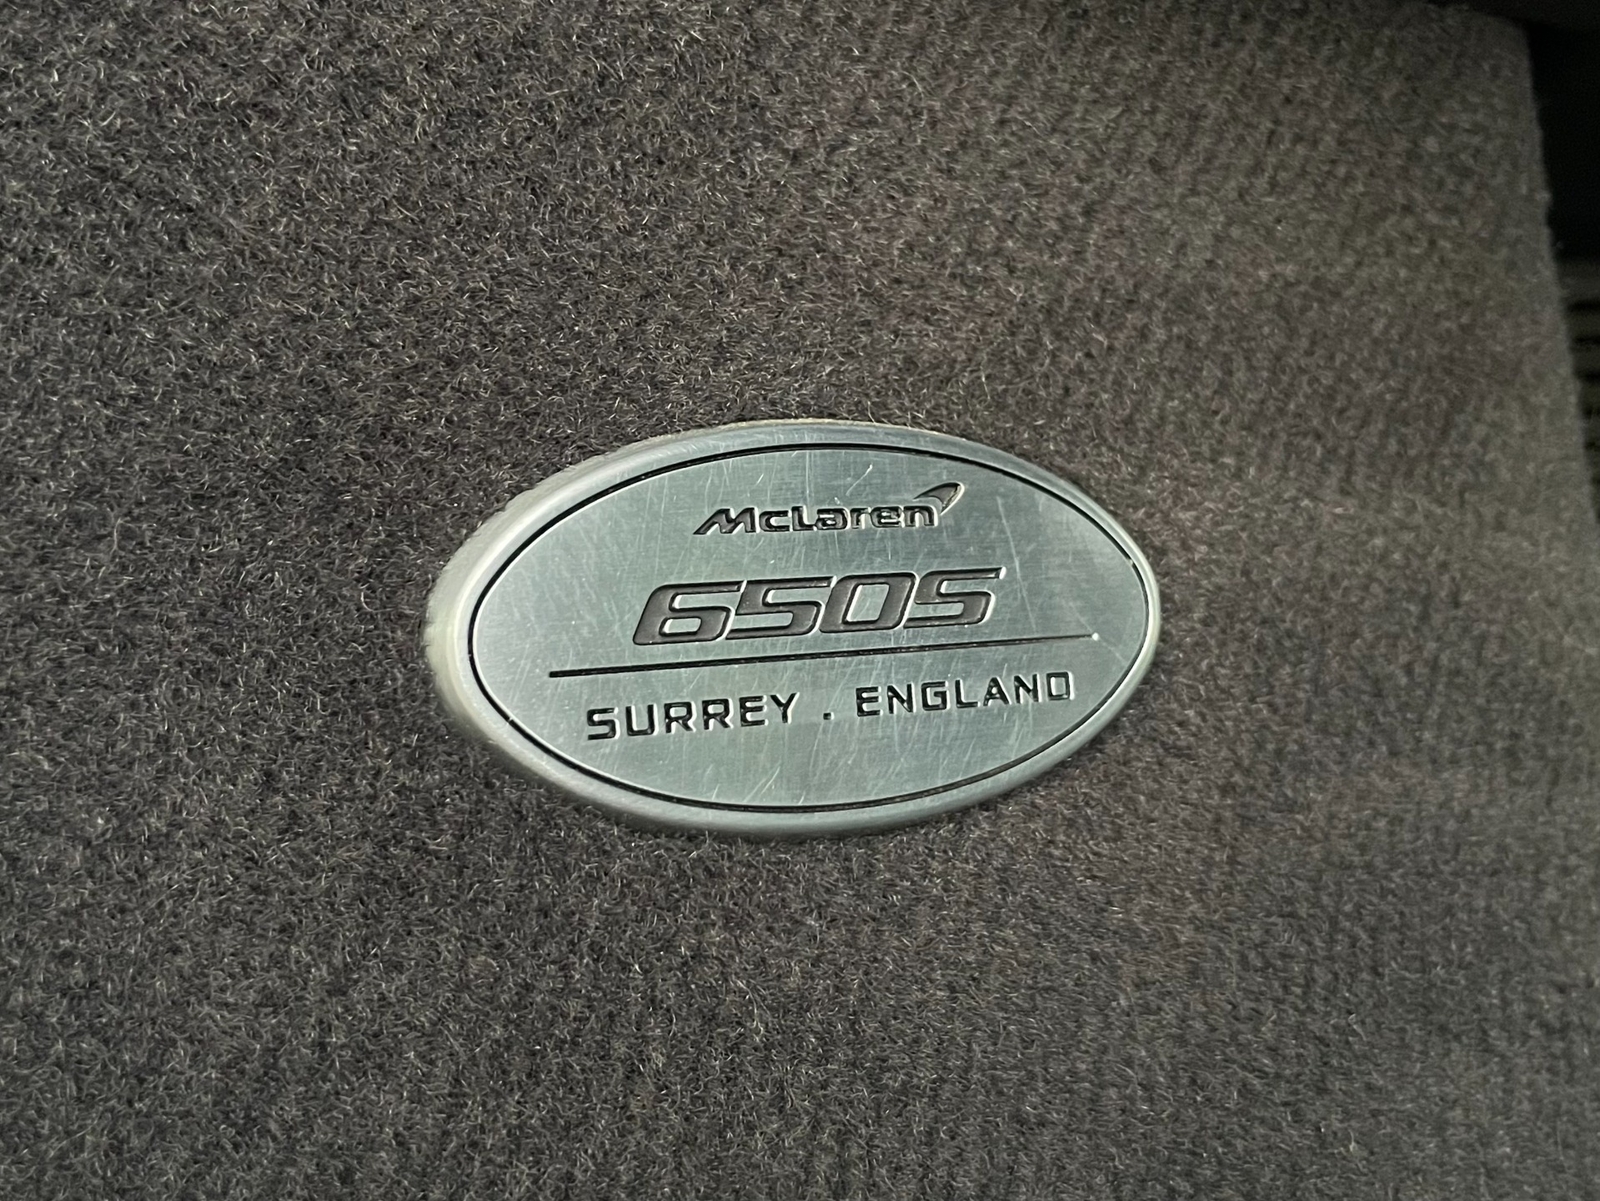 McLaren
650S
SURREY . ENGLAND